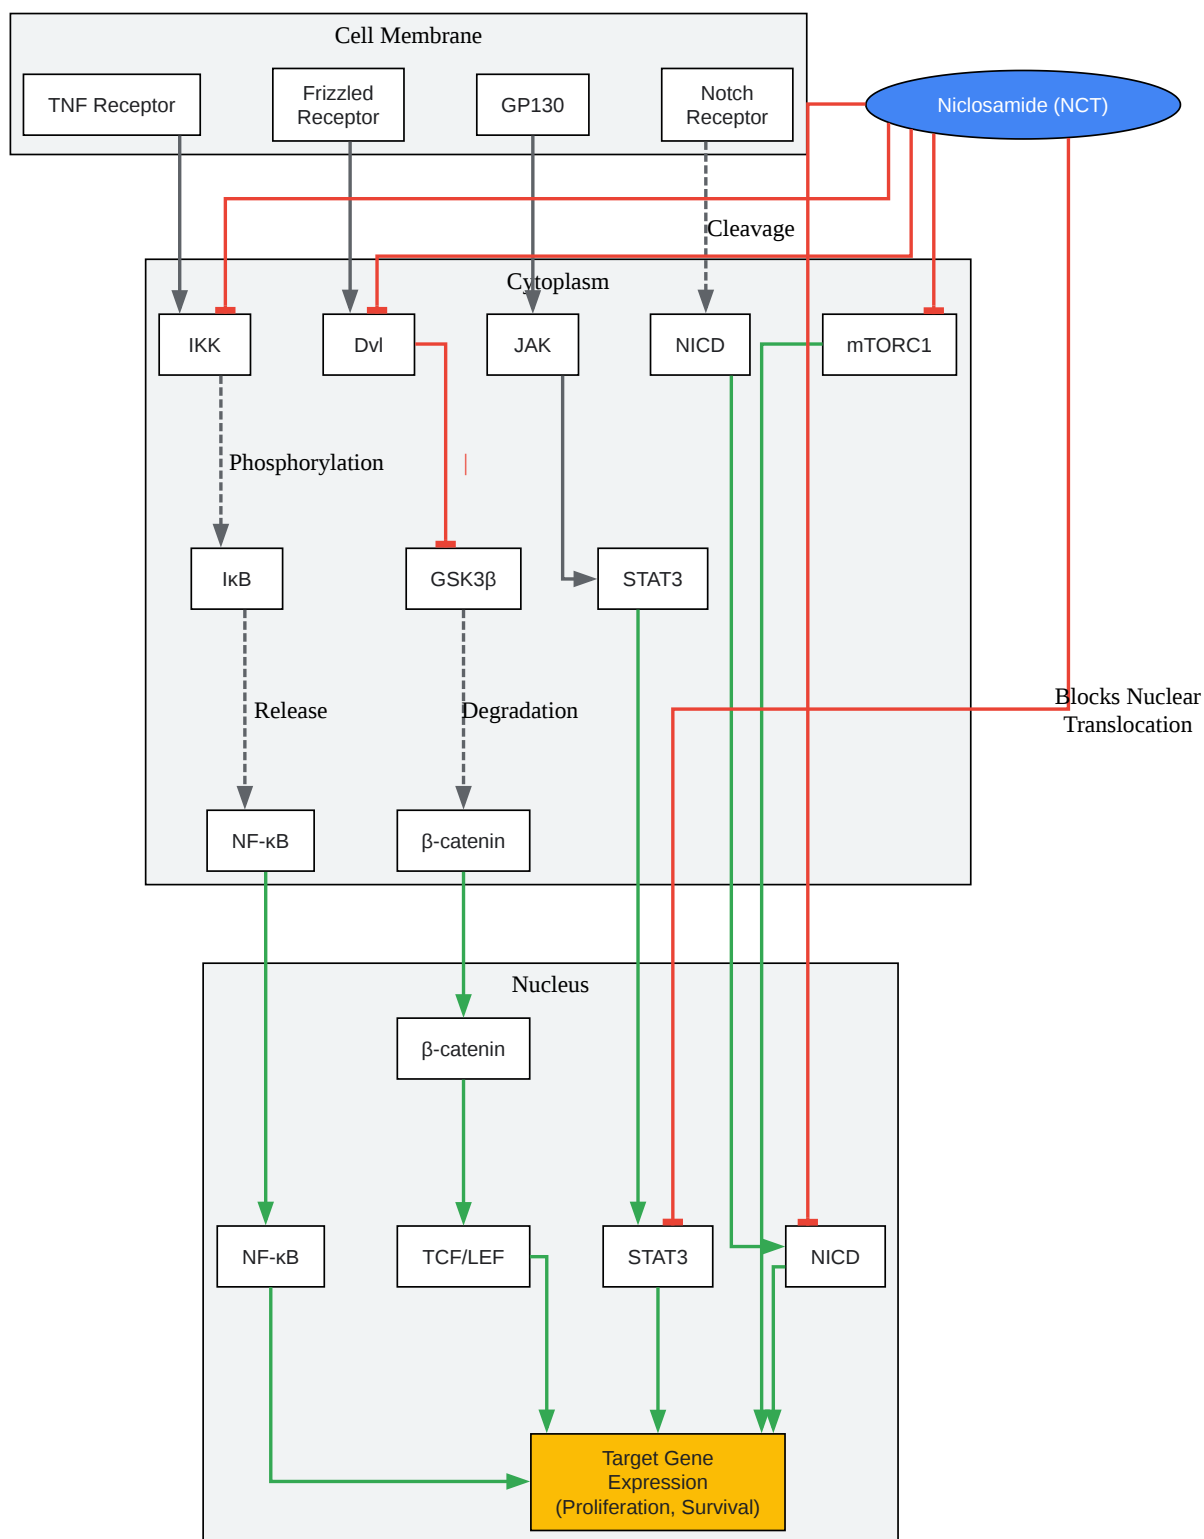 Cell Membrane
TNF Receptor
Frizzled
Receptor
GP130
Notch
Receptor
Niclosamide (NCT)
Cleavage
Cytoplasm
IKK
Dvl
JAK
NICD
mTORC1
Phosphorylation
|
IκB
GSK3β
STAT3
Release
Degradation
Blocks Nuclear
Translocation
NF-κB
β-catenin
Nucleus
β-catenin
NF-κB
TCF/LEF
STAT3
NICD
Target Gene
Expression
(Proliferation, Survival)